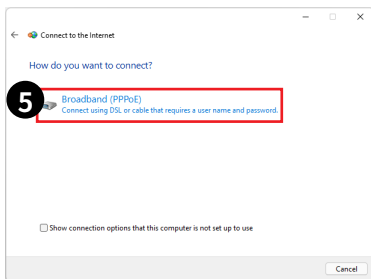 Connect to the Internet
How do you want to connect?
5
Broadband (PPPoE)
Connect using DSL or cable that requires a user name and password.
Show connection options that this computer is not set up to use
Cancel